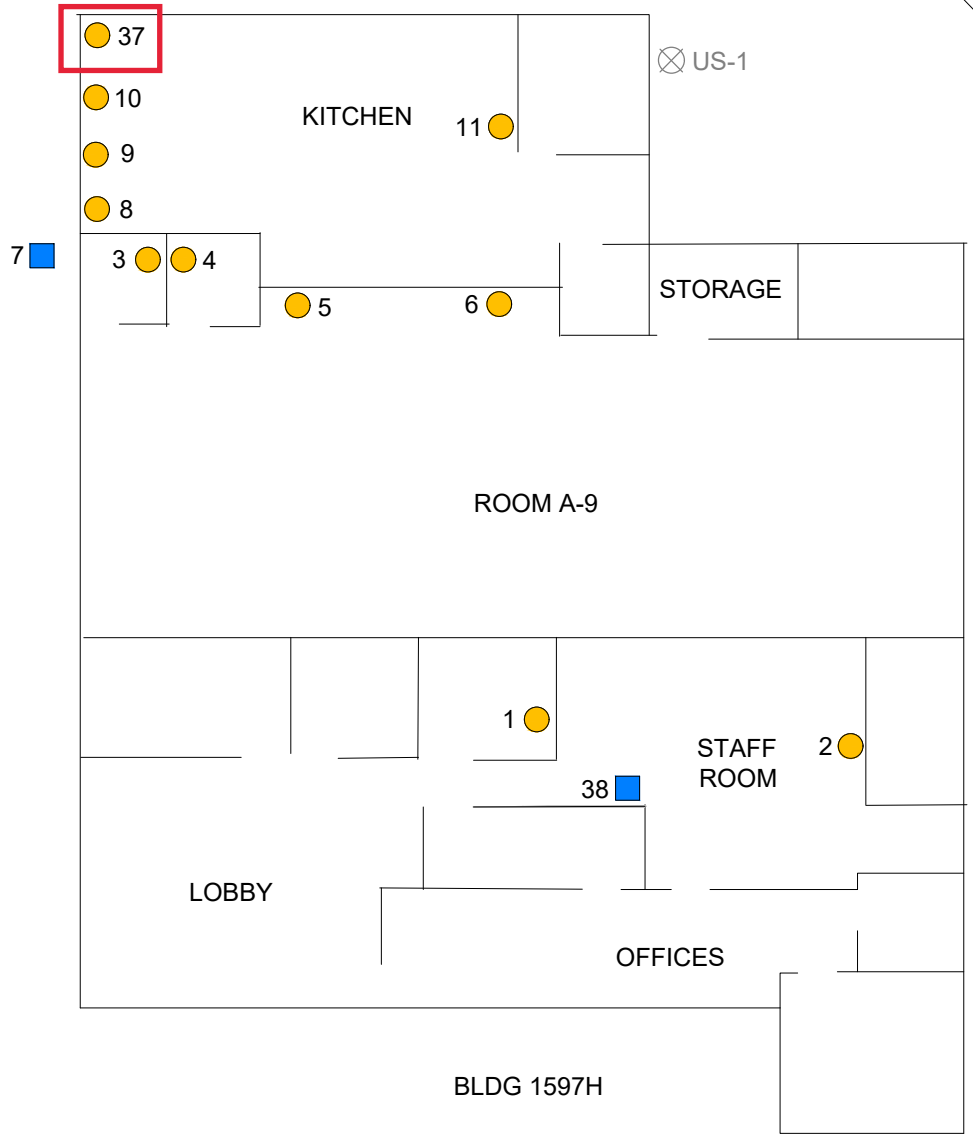 37
US-1
10
KITCHEN
11
9
8
7
3
4
STORAGE
5
6
ROOM A-9
1
2
STAFF
ROOM
38
LOBBY
OFFICES
BLDG 1597H